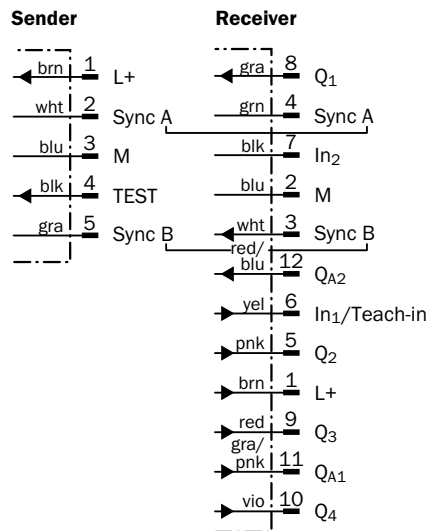 Sender
brn 1 L+
wht 2 Sync A
blu 3 M
blk 4 TEST
gra 5 Sync B
Receiver
gra 8 Q1
grn 4 Sync A
blk 7 In2
blu 2 M
wht 3 Sync B
red/
blu 12 QA2
yel 6 In1/Teach-in
pnk 5 Q2
brn 1 L+
red 9 Q3
gra/
pnk 11 QA1
vio 10 Q4